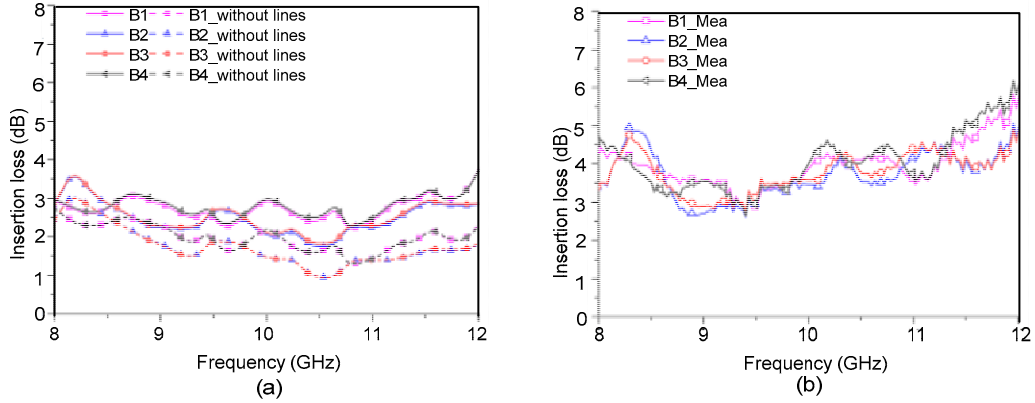 B1 B1_without lines
B2 B2_without lines
B3 B3_without lines
B4 B4_without lines
Insertion loss (dB)
8
7
6
5
4
3
2
1
0
8 9 10 11 12
Frequency (GHz)
(a)
B1_Mea
B2_Mea
B3_Mea
B4_Mea
Insertion loss (dB)
8
7
6
5
4
3
2
1
0
8 9 10 11 12
Frequency (GHz)
(b)